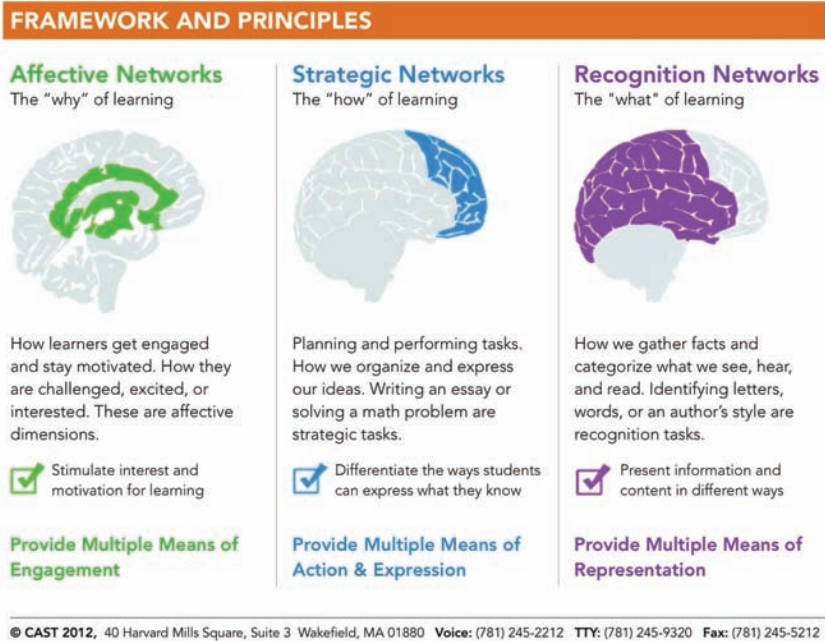 FRAMEWORK AND PRINCIPLES
Affective Networks
The “why” of learning
How learners get engaged
and stay motivated. How they
are challenged, excited, or
interested. These are affective
dimensions.
Stimulate interest and
motivation for learning
Provide Multiple Means of
Engagement
Strategic Networks
The “how” of learning
Planning and performing tasks.
How we organize and express
our ideas. Writing an essay or
solving a math problem are
strategic tasks.
Differentiate the ways students
can express what they know
Provide Multiple Means of
Action & Expression
Recognition Networks
The "what" of learning
How we gather facts and
categorize what we see, hear,
and read. Identifying letters,
words, or an author’s style are
recognition tasks.
Present information and
content in different ways
Provide Multiple Means of
Representation
© CAST 2012, 40 Harvard Mills Square, Suite 3 Wakefield, MA 01880 Voice: (781) 245-2212 TTY: (781) 245-9320 Fax: (781) 245-5212